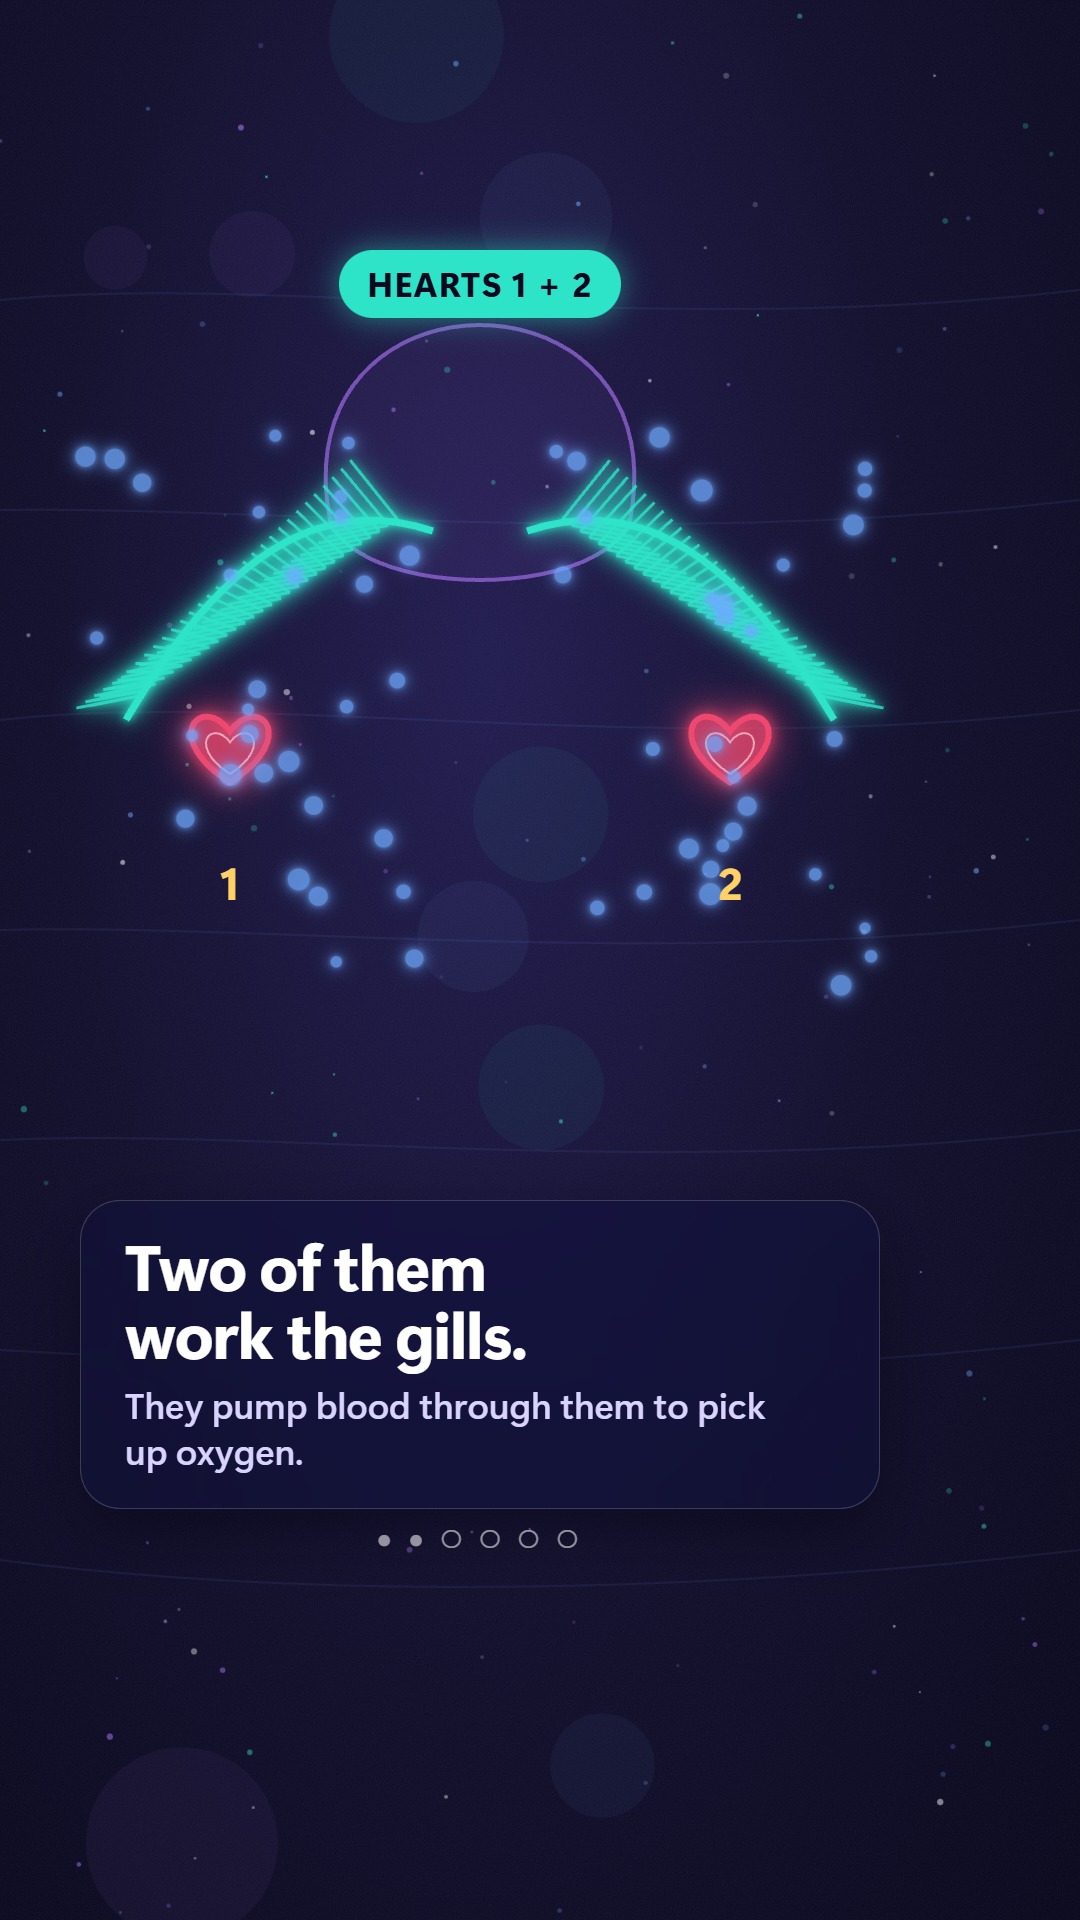 HEARTS 1 + 2
1
2
Two of them
work the gills.
They pump blood through them to pick
up oxygen.